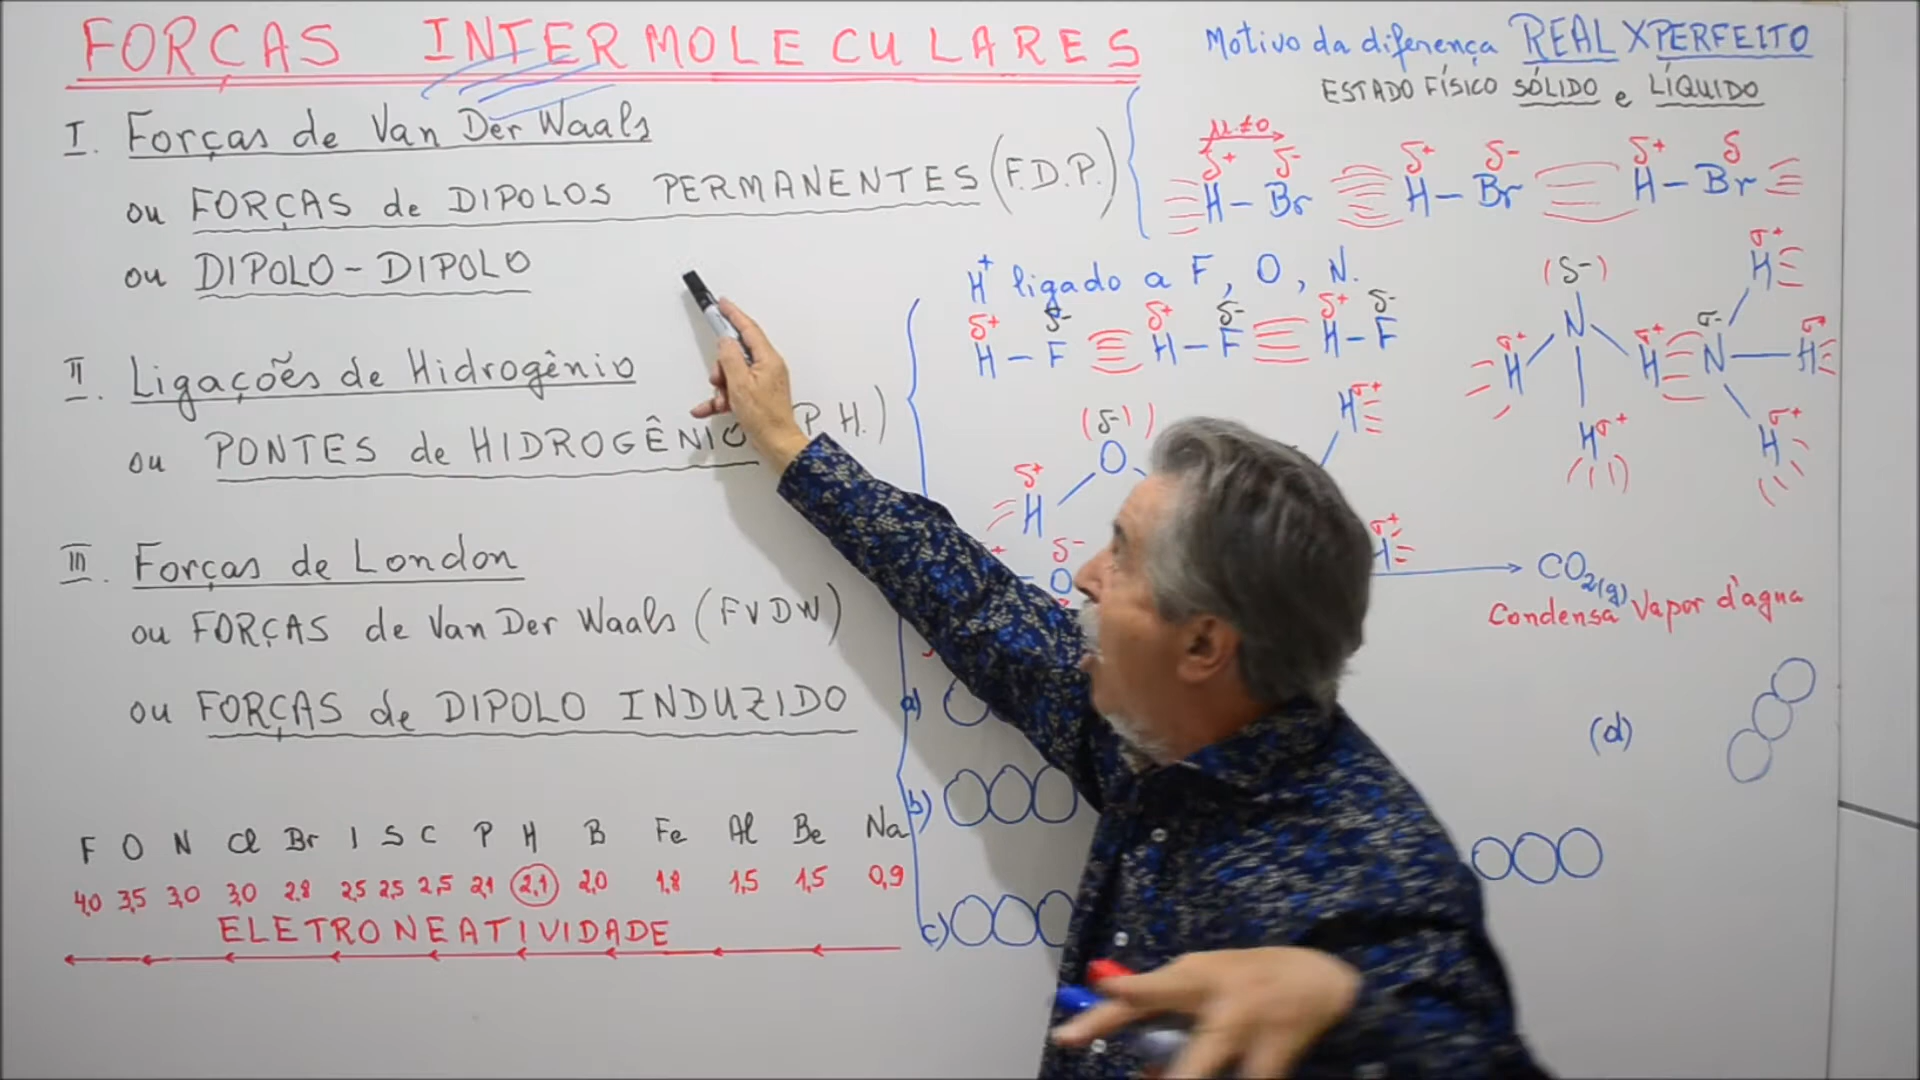 FORÇAS INTERMOLECULARES
Motivo da diferença REAL X PERFEITO
ESTADO FÍSICO SÓLIDO e LÍQUIDO
I. Forças de Van Der Waals
ou FORÇAS de DIPOLOS PERMANENTES (F.D.P.)
ou DIPOLO - DIPOLO
μ≠0
δ+ δ- δ+ δ- δ+ δ
H - Br H - Br H - Br
H+ ligado a F, O, N.
δ+ δ- δ+ δ- δ+ δ-
H - F H - F H - F
(δ-)
N
H σ+
H σ+
H σ+
(| | |)
σ- N
σ+ H
H σ+
H σ+
II. Ligações de Hidrogênio
ou PONTES de HIDROGÊNIO P.H.)
(δ-)
O
δ+
H
H σ+
δ-
O
H σ+
CO2(g)
Condensa Vapor d'água
III. Forças de London
ou FORÇAS de Van Der Waals (FVDW)
ou FORÇAS de DIPOLO INDUZIDO
a)
b)
c)
(d)
F O N Cl Br I S C P H B Fe Al Be Na
4,0 3,5 3,0 3,0 2,8 2,5 2,5 2,5 2,1 2,1 2,0 1,8 1,5 1,5 0,9
ELETRONEATIVIDADE